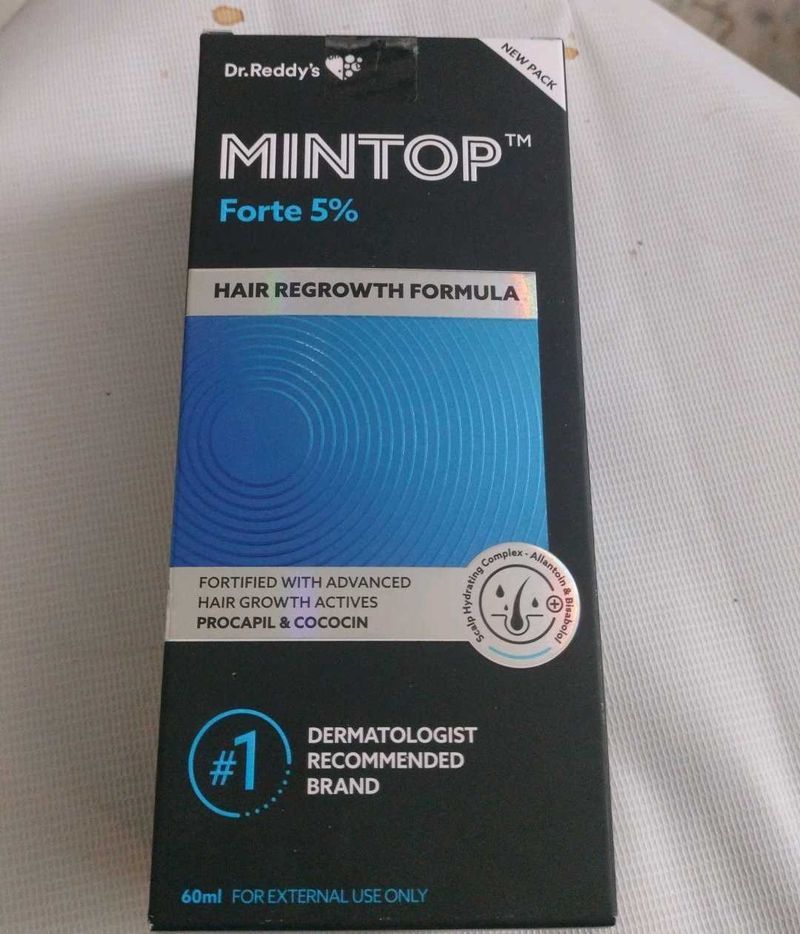 Dr.Reddy's
NEW PACK
MINTOP™
Forte 5%
HAIR REGROWTH FORMULA
FORTIFIED WITH ADVANCED
HAIR GROWTH ACTIVES
PROCAPIL & COCOCIN
Scalp Hydrating Complex - Allantoin & Bisabolol
#1
DERMATOLOGIST
RECOMMENDED
BRAND
60ml FOR EXTERNAL USE ONLY